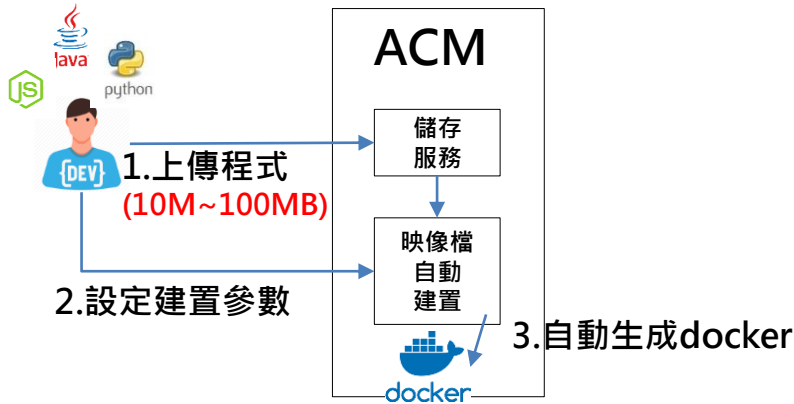 Java
python
JS
{DEV}
ACM
儲存
服務
1.上傳程式
(10M~100MB)
映像檔
自動
建置
2.設定建置參數
3.自動生成docker
docker